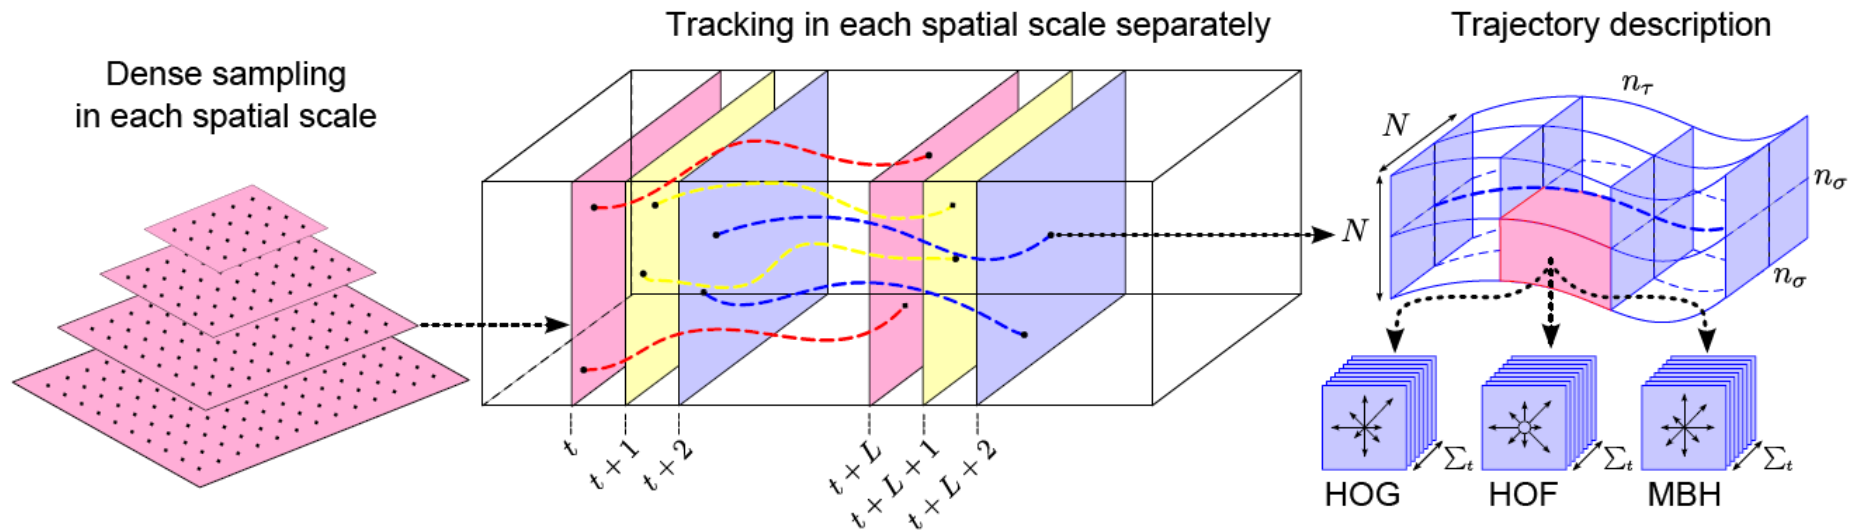 Dense sampling
in each spatial scale
Tracking in each spatial scale separately
t
t + 1
t + 2
t + L
t + L + 1
t + L + 2
Trajectory description
nτ
N
N
nσ
nσ
Σt
Σt
Σt
HOG
HOF
MBH